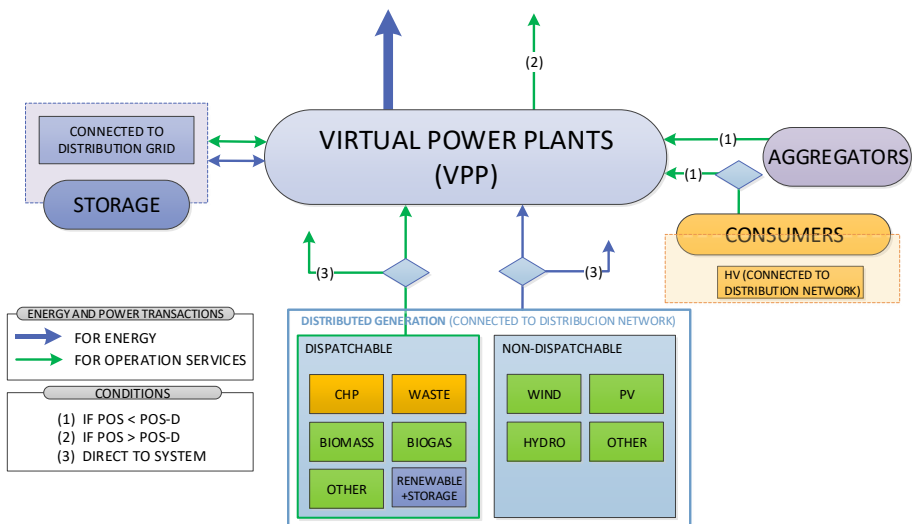 (2)
VIRTUAL POWER PLANTS
(VPP)
CONNECTED TO
DISTRIBUTION GRID
STORAGE
(1)
(1)
AGGREGATORS
CONSUMERS
HV (CONNECTED TO
DISTRIBUTION NETWORK)
(3)
(3)
ENERGY AND POWER TRANSACTIONS
FOR ENERGY
FOR OPERATION SERVICES
CONDITIONS
(1) IF POS < POS-D
(2) IF POS > POS-D
(3) DIRECT TO SYSTEM
DISTRIBUTED GENERATION (CONNECTED TO DISTRIBUCION NETWORK)
DISPATCHABLE
CHP
WASTE
BIOMASS
BIOGAS
OTHER
RENEWABLE
+STORAGE
NON-DISPATCHABLE
WIND
PV
HYDRO
OTHER